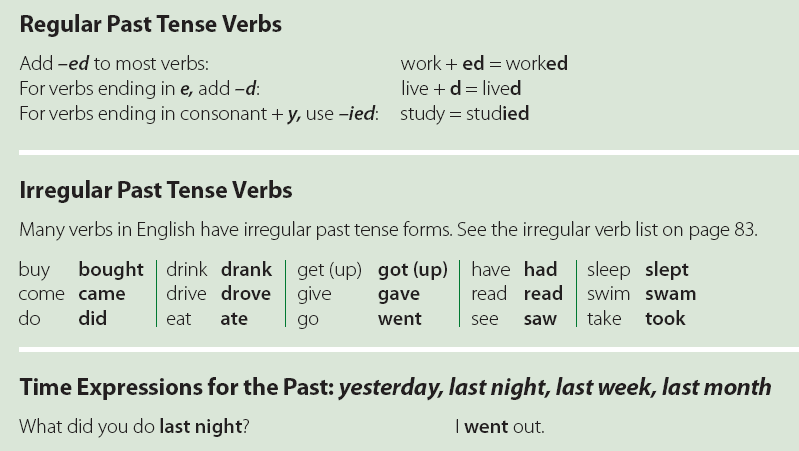 Regular Past Tense Verbs
Add –ed to most verbs: work + ed = worked
For verbs ending in e, add –d: live + d = lived
For verbs ending in consonant + y, use –ied: study = studied
Irregular Past Tense Verbs
Many verbs in English have irregular past tense forms. See the irregular verb list on page 83.
buy bought drink drank get (up) got (up) have had sleep slept
come came drive drove give gave read read swim swam
do did eat ate go went see saw take took
Time Expressions for the Past: yesterday, last night, last week, last month
What did you do last night? I went out.